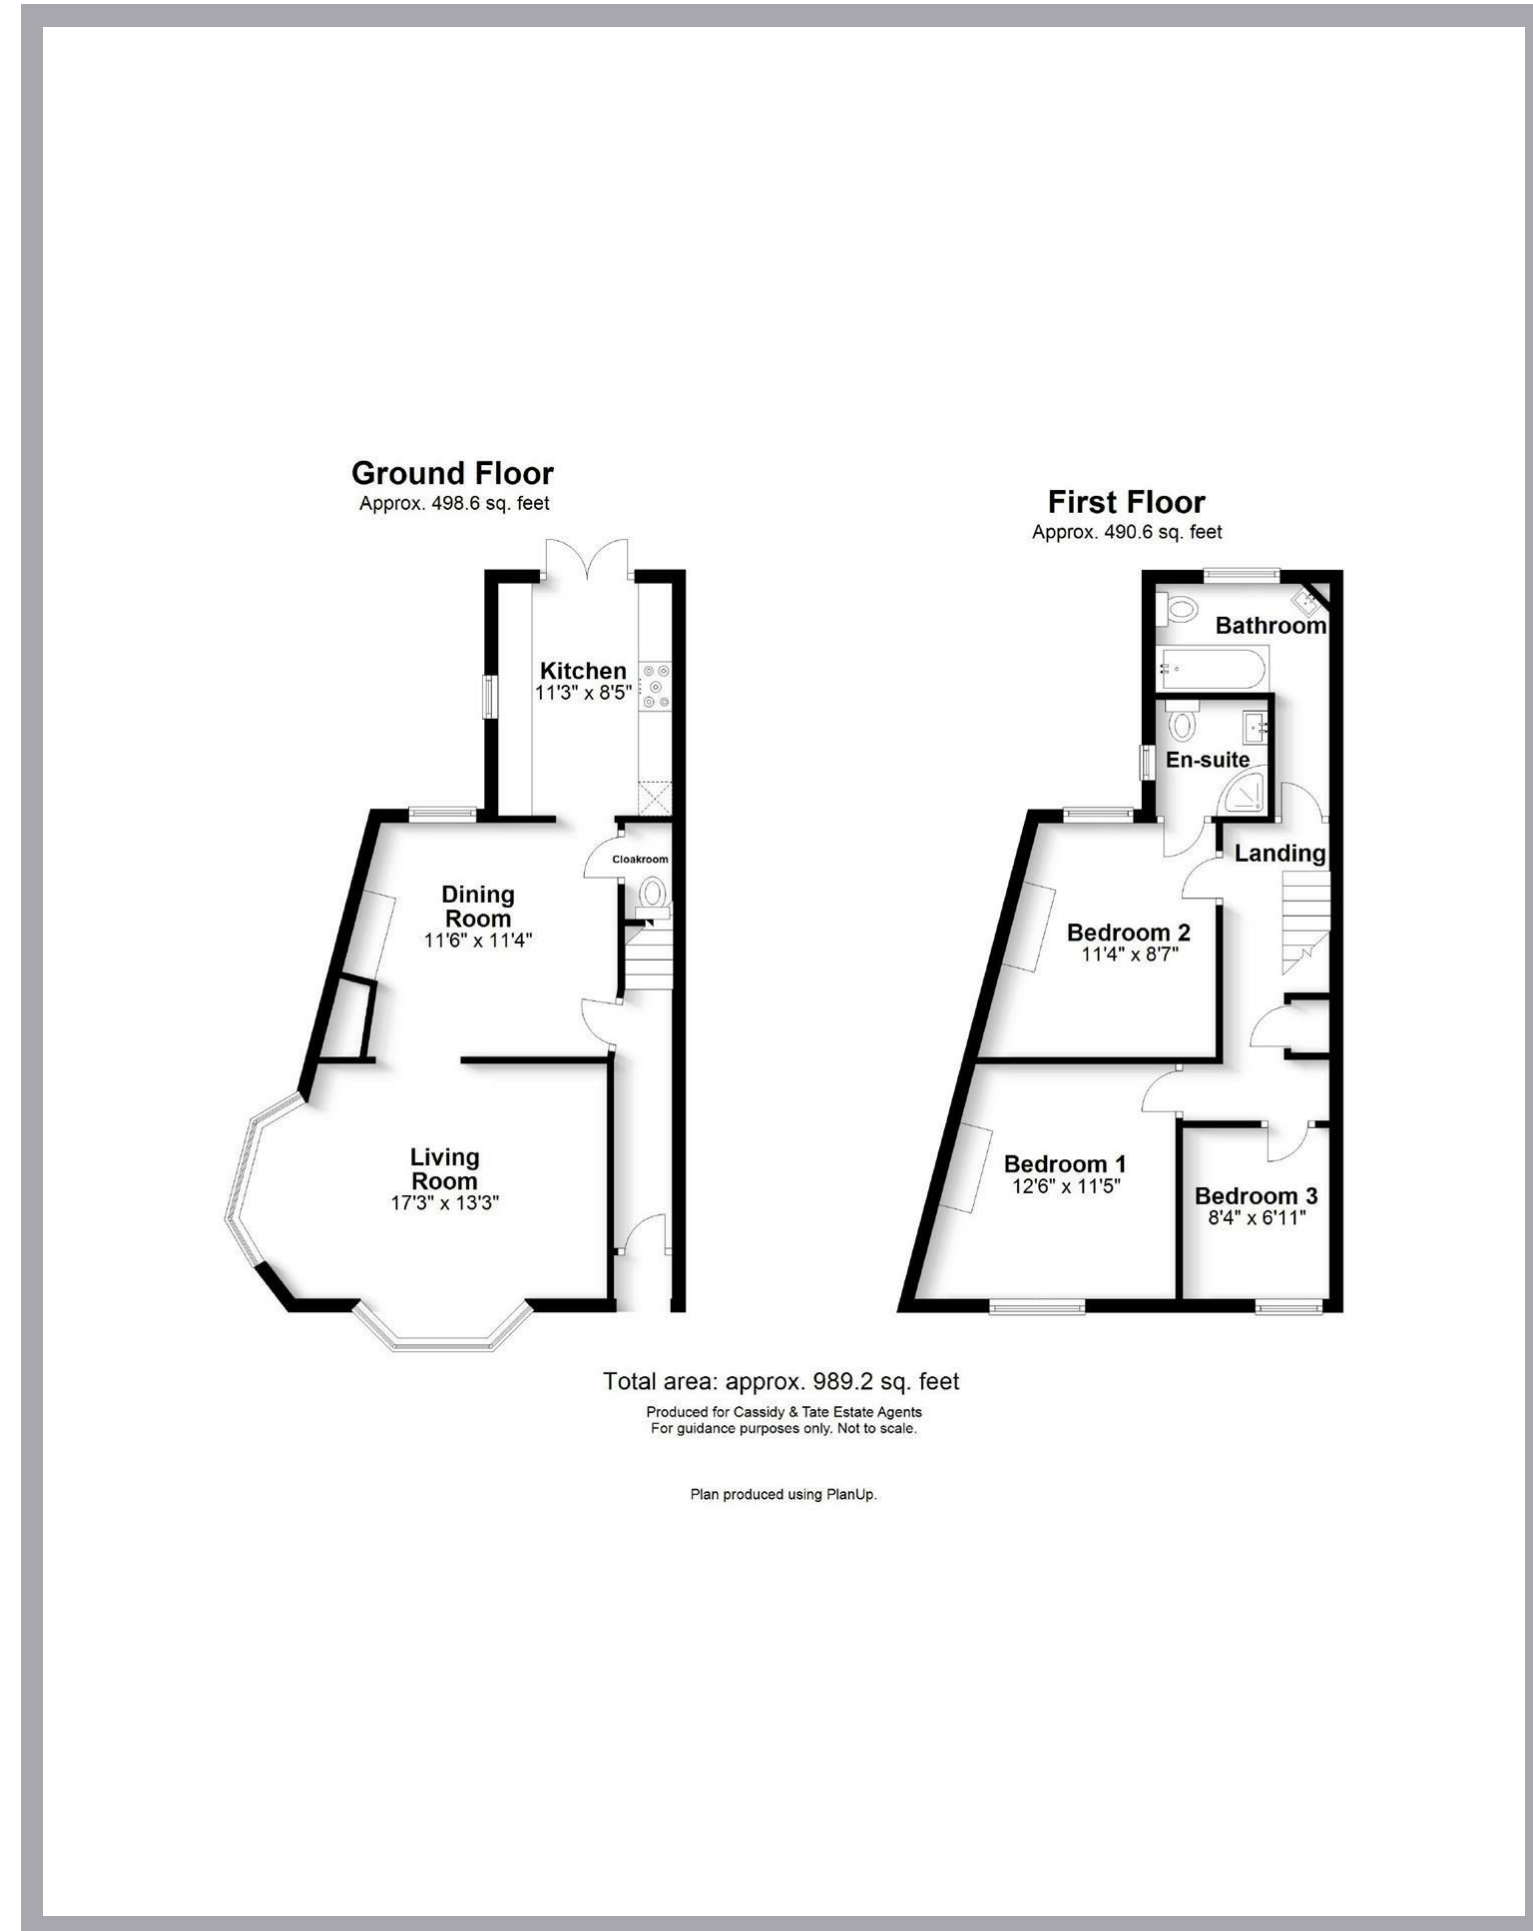 Ground Floor
Approx. 498.6 sq. feet
Kitchen
11'3" x 8'5"
Cloakroom
Dining
Room
11'6" x 11'4"
Living
Room
17'3" x 13'3"
First Floor
Approx. 490.6 sq. feet
Bathroom
En-suite
Landing
Bedroom 2
11'4" x 8'7"
Bedroom 1
12'6" x 11'5"
Bedroom 3
8'4" x 6'11"
Total area: approx. 989.2 sq. feet
Produced for Cassidy & Tate Estate Agents
For guidance purposes only. Not to scale.
Plan produced using PlanUp.